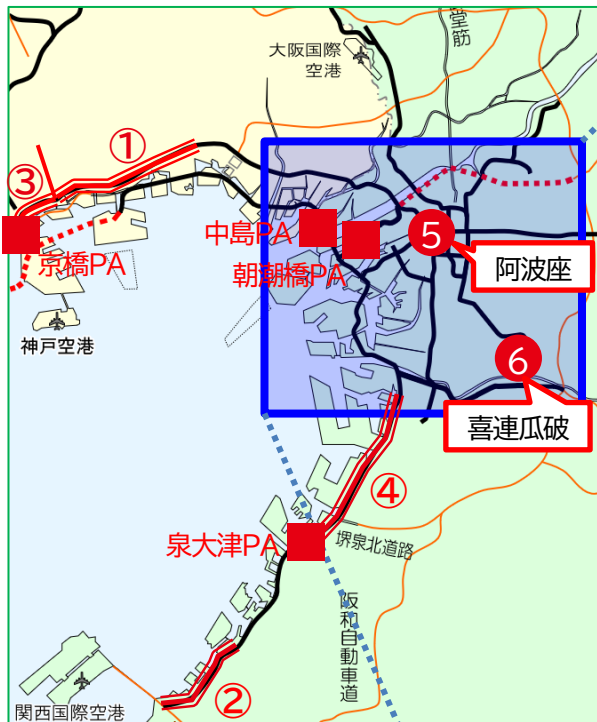 堂筋
大阪国際
空港
①
③
中島PA
⑤
京橋PA
朝潮橋PA
阿波座
神戸空港
⑥
喜連瓜破
④
泉大津PA
堺泉北道路
阪和自動車道
②
関西国際空港